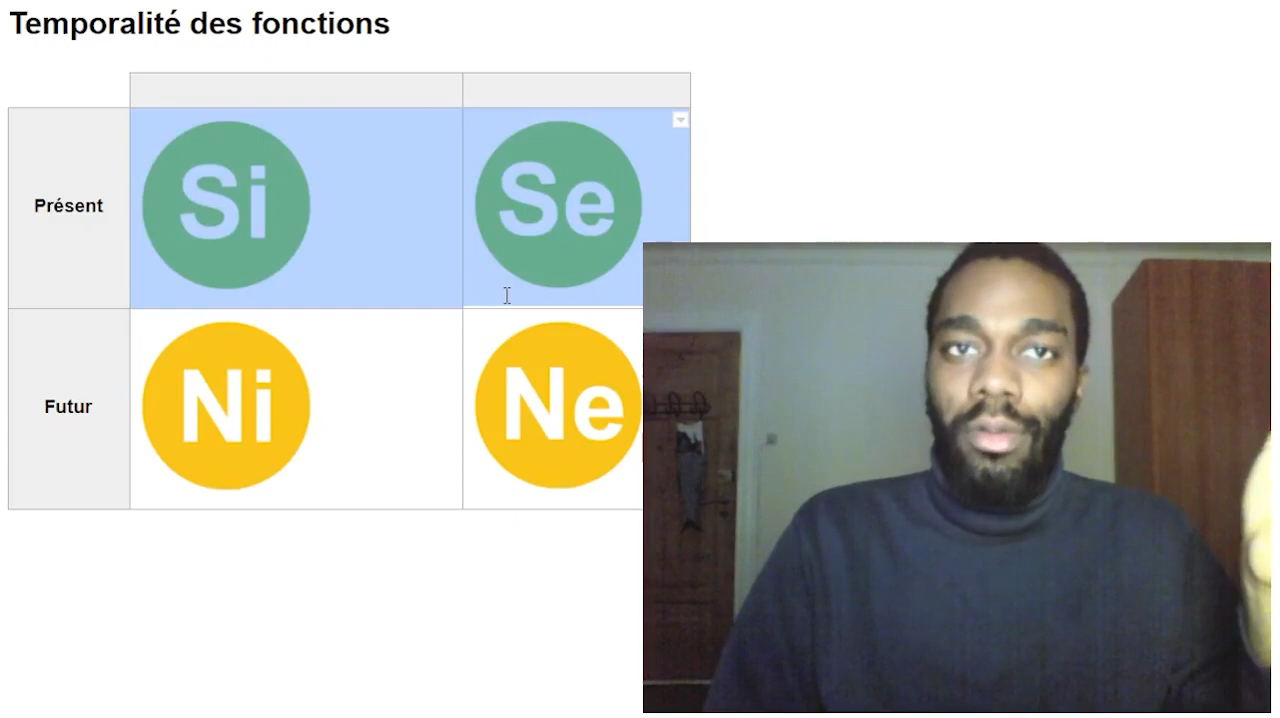 Temporalité des fonctions
Présent
Si
Se
Futur
Ni
Ne